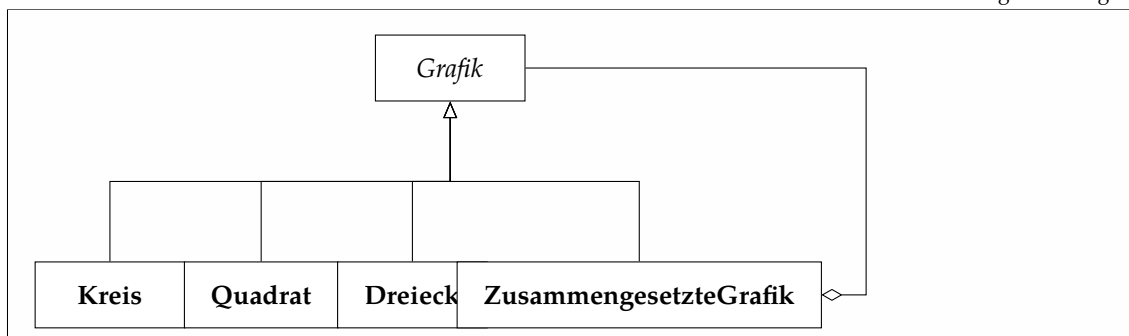 Grafik
Kreis
Quadrat
Dreieck
ZusammengesetzteGrafik